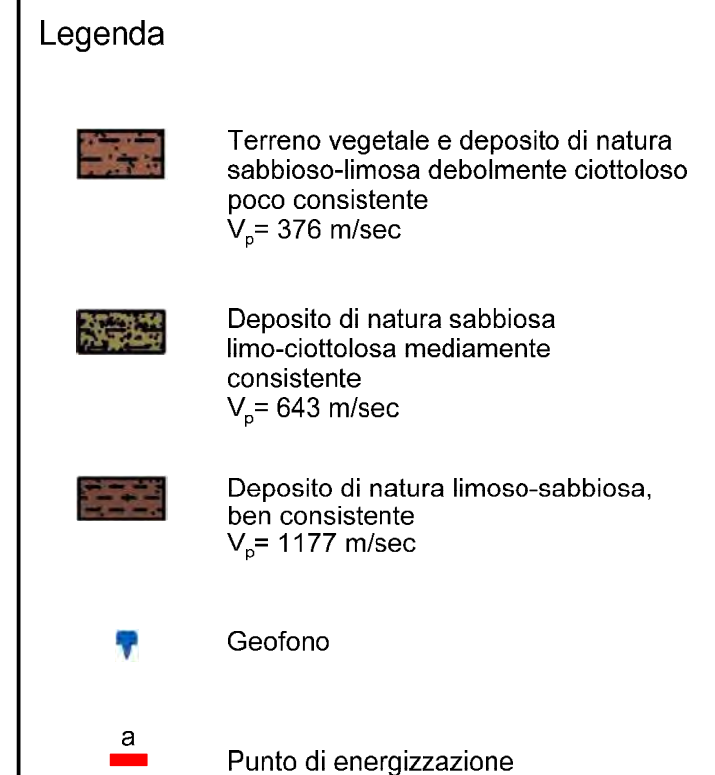 Legenda
Terreno vegetale e deposito di natura
sabbioso-limosa debolmente ciottoloso
poco consistente
Vₚ= 376 m/sec
Deposito di natura sabbiosa
limo-ciottolosa mediamente
consistente
Vₚ= 643 m/sec
Deposito di natura limoso-sabbiosa,
ben consistente
Vₚ= 1177 m/sec
Geofono
a
Punto di energizzazione